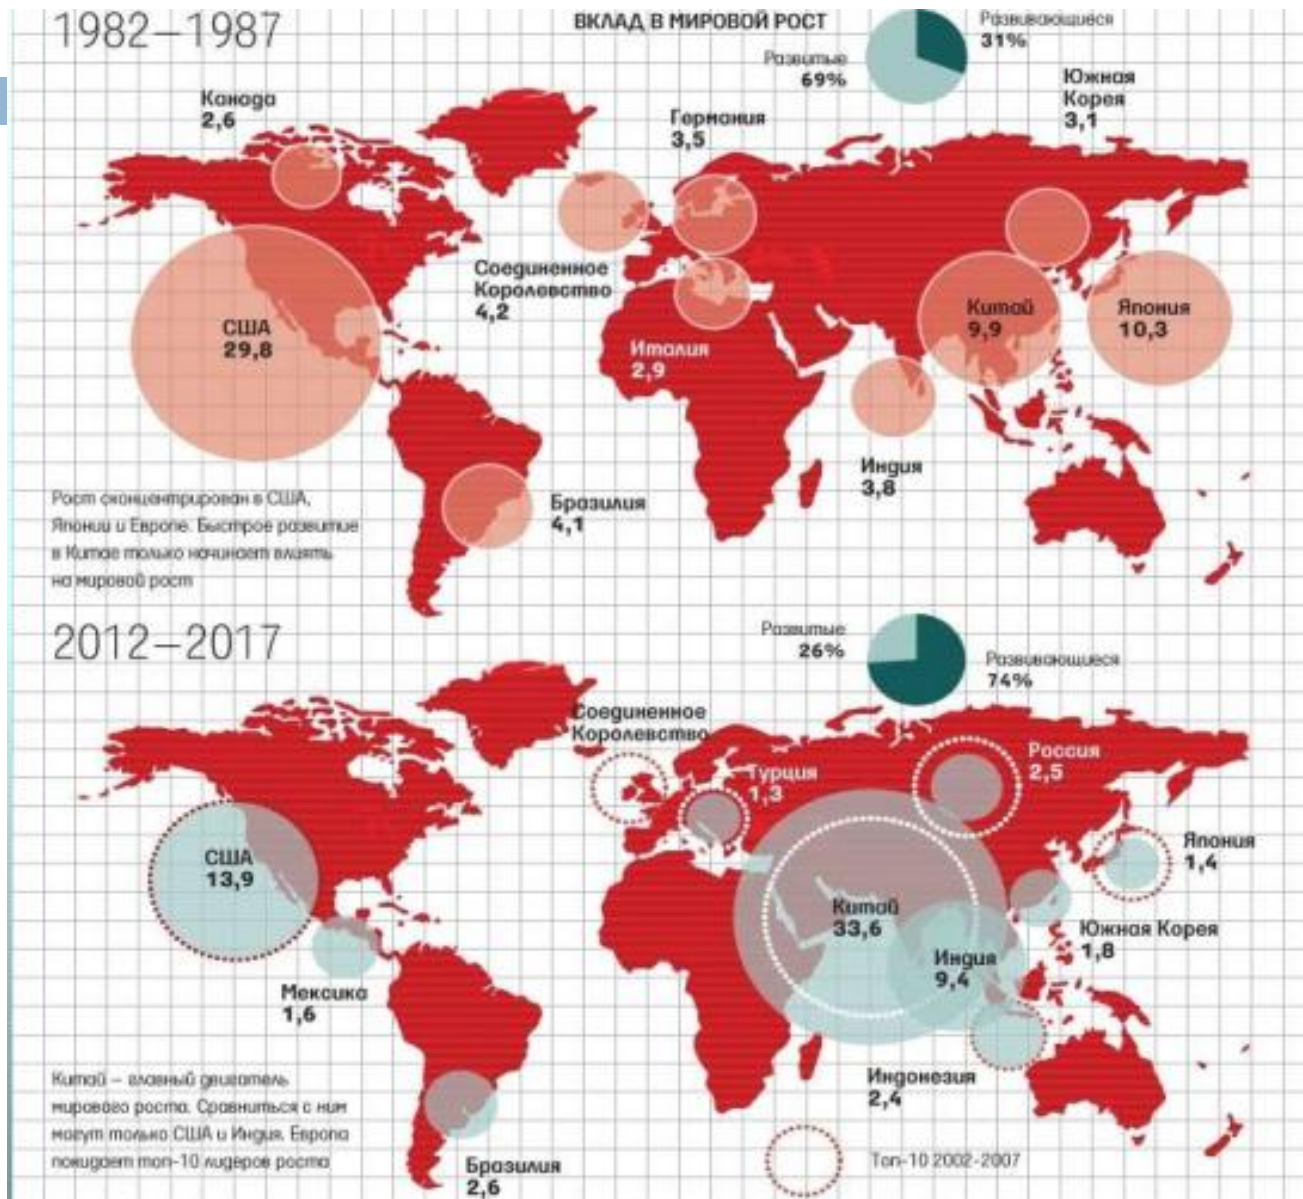 1982—1987
ВКЛАД В МИРОВОЙ РОСТ
Развитые
69%
Развивающиеся
31%
Канада
2,6
Германия
3,5
Южная
Корея
3,1
Соединенное
Королевство
4,2
США
29,8
Италия
2,9
Китай
9,9
Япония
10,3
Индия
3,8
Бразилия
4,1
Рост сконцентрирован в США,
Японии и Европе. Быстрое развитие
в Китае только начинает влиять
на мировой рост
2012—2017
Развитые
26%
Развивающиеся
74%
Соединенное
Королевство
Турция
1,3
Россия
2,5
США
13,9
Япония
1,4
Китай
33,6
Южная Корея
1,8
Индия
9,4
Мексика
1,6
Индонезия
2,4
Китай – главный двигатель
мирового роста. Сравниться с ним
могут только США и Индия. Европа
покидает топ-10 лидеров роста
Бразилия
2,6
Топ-10 2002-2007